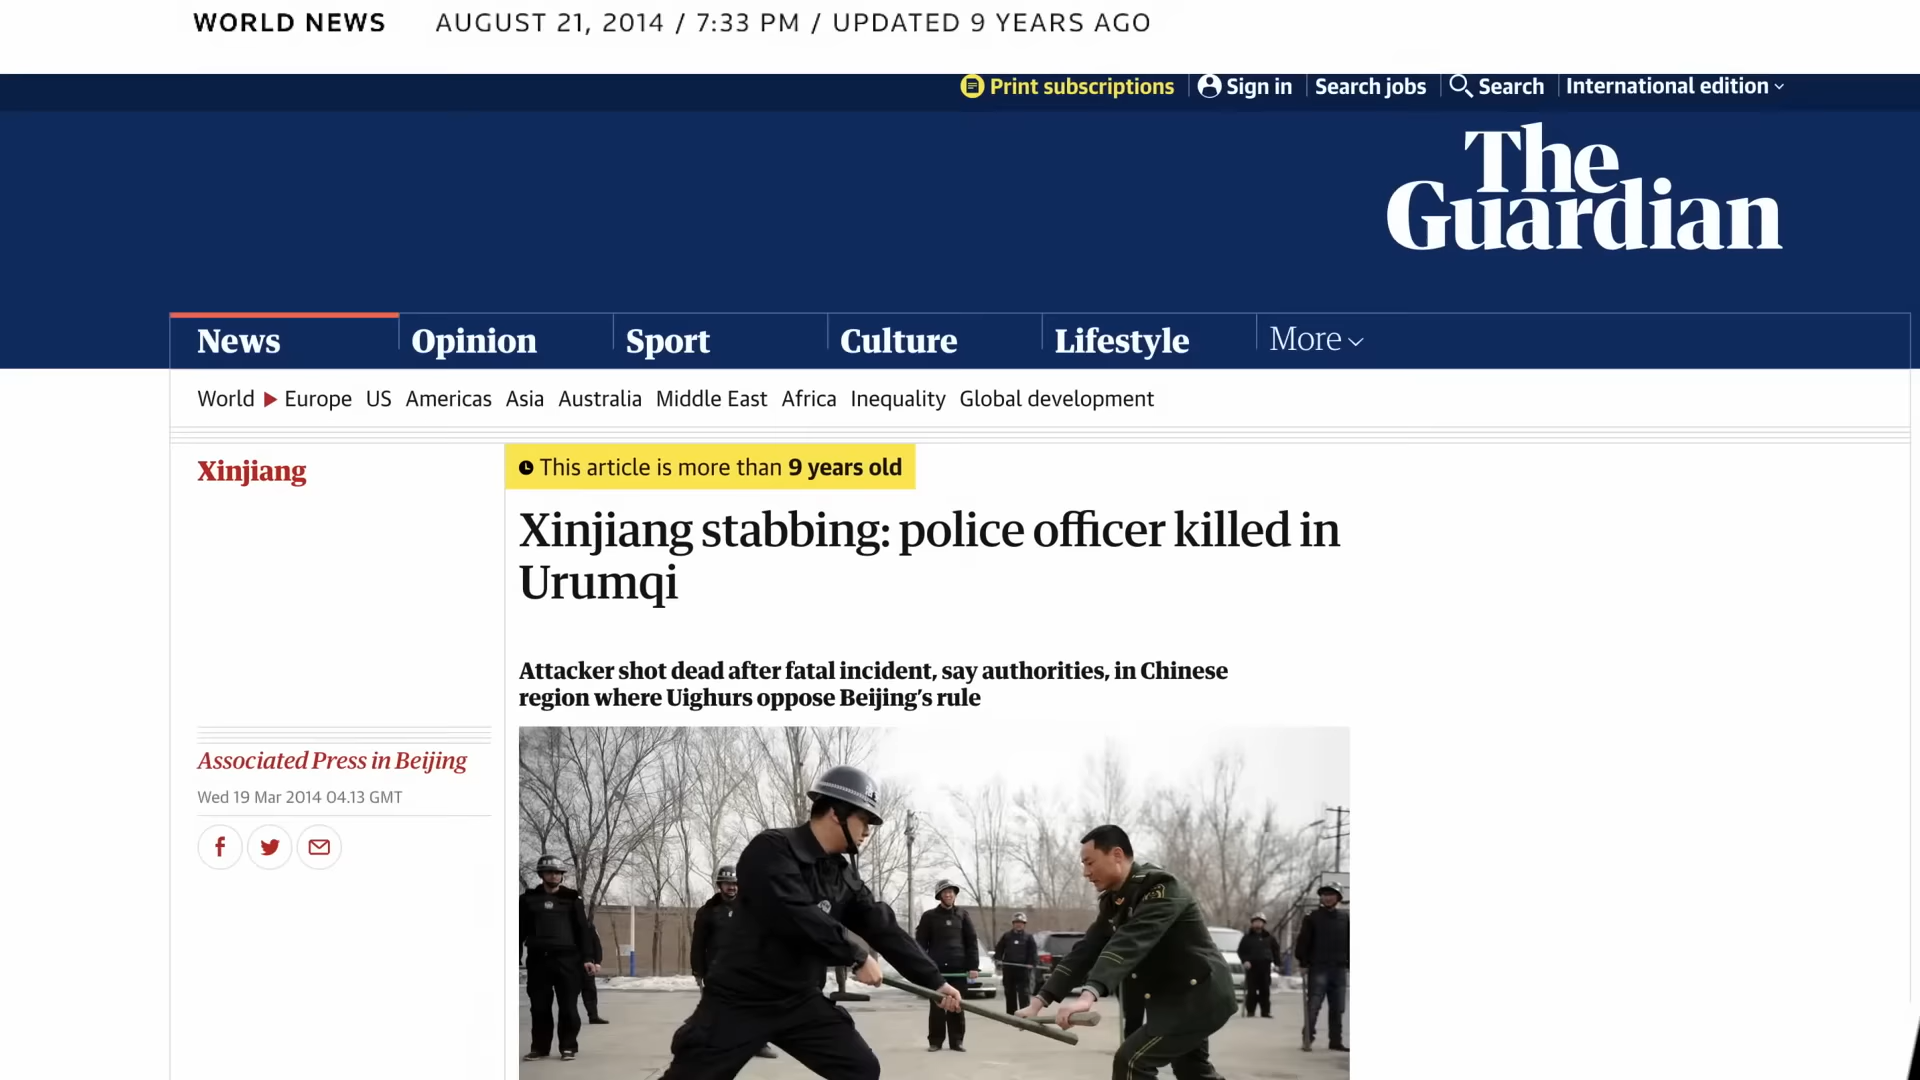 WORLD NEWS AUGUST 21, 2014 / 7:33 PM / UPDATED 9 YEARS AGO
Print subscriptions Sign in Search jobs Search International edition
The
Guardian
News Opinion Sport Culture Lifestyle More
World Europe US Americas Asia Australia Middle East Africa Inequality Global development
Xinjiang
This article is more than 9 years old
Xinjiang stabbing: police officer killed in
Urumqi
Attacker shot dead after fatal incident, say authorities, in Chinese
region where Uighurs oppose Beijing's rule
Associated Press in Beijing
Wed 19 Mar 2014 04.13 GMT